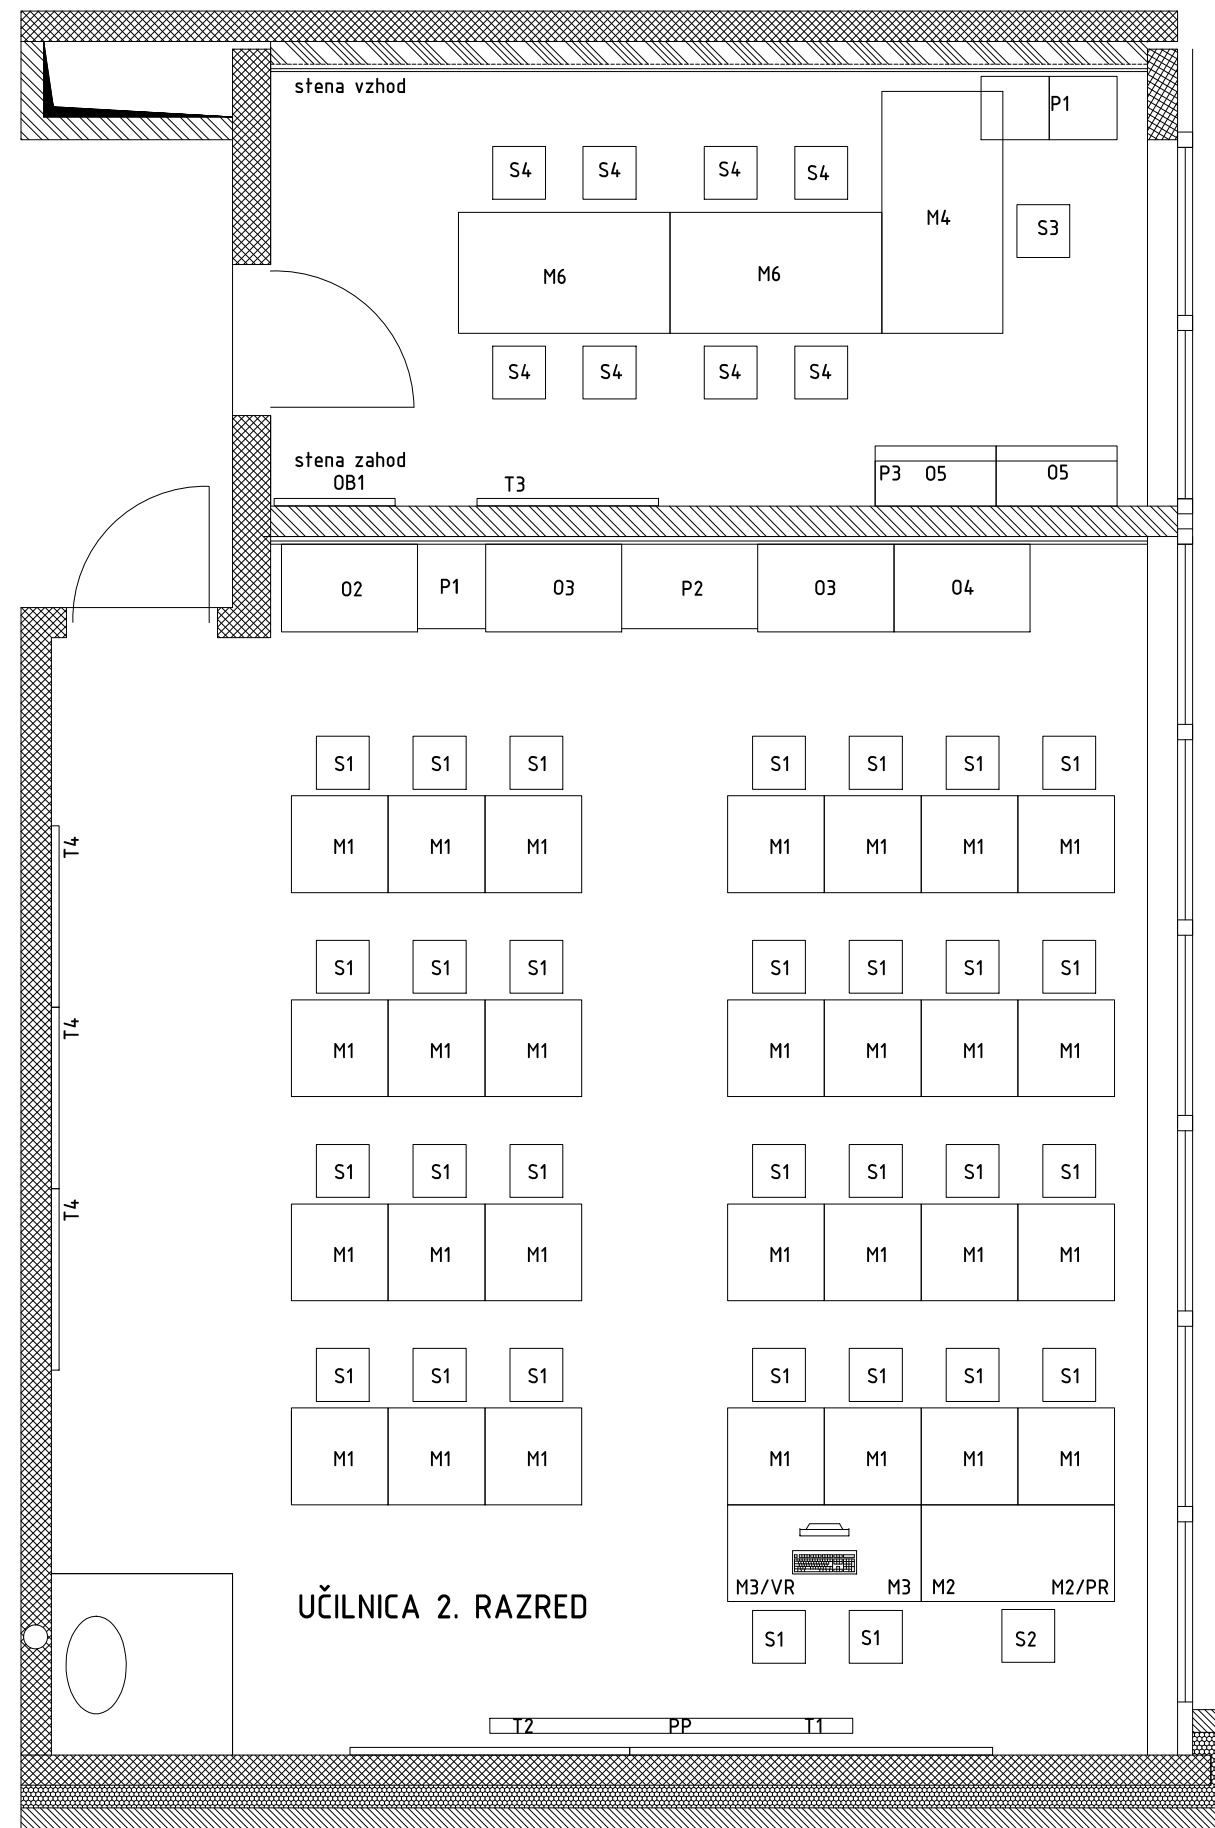 stena vzhod
P1
S4 S4 S4 S4
M4
S3
M6 M6
S4 S4 S4 S4
stena zahod
OB1 T3 P3 O5 O5
O2 P1 O3 P2 O3 O4
S1 S1 S1 S1 S1 S1 S1
T4 M1 M1 M1 M1 M1 M1 M1
S1 S1 S1 S1 S1 S1 S1
T4 M1 M1 M1 M1 M1 M1 M1
S1 S1 S1 S1 S1 S1 S1
T4
M1 M1 M1 M1 M1 M1 M1
S1 S1 S1 S1 S1 S1 S1
M1 M1 M1 M1 M1 M1 M1
M3/VR M3 M2 M2/PR
UČILNICA 2. RAZRED
S1 S1 S2
T2 PP T1